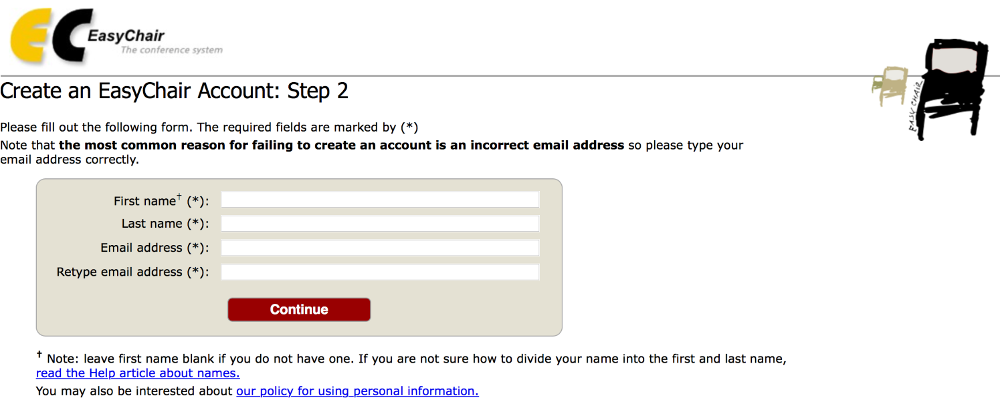 EC EasyChair
The conference system
EASY CHAIR
Create an EasyChair Account: Step 2
Please fill out the following form. The required fields are marked by (*)
Note that the most common reason for failing to create an account is an incorrect email address so please type your
email address correctly.
First name† (*):
Last name (*):
Email address (*):
Retype email address (*):
Continue
† Note: leave first name blank if you do not have one. If you are not sure how to divide your name into the first and last name,
read the Help article about names.
You may also be interested about our policy for using personal information.